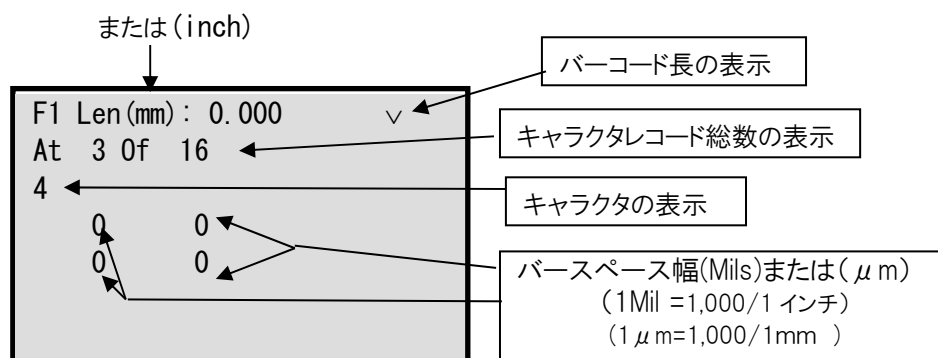 または(inch)
F1 Len(mm): 0.000 ∨
At 3 Of 16
4
0 0
0 0
バーコード長の表示
キャラクタレコード総数の表示
キャラクタの表示
バースペース幅(Mils)または(μm)
(1Mil =1,000/1 インチ)
(1μm=1,000/1mm )